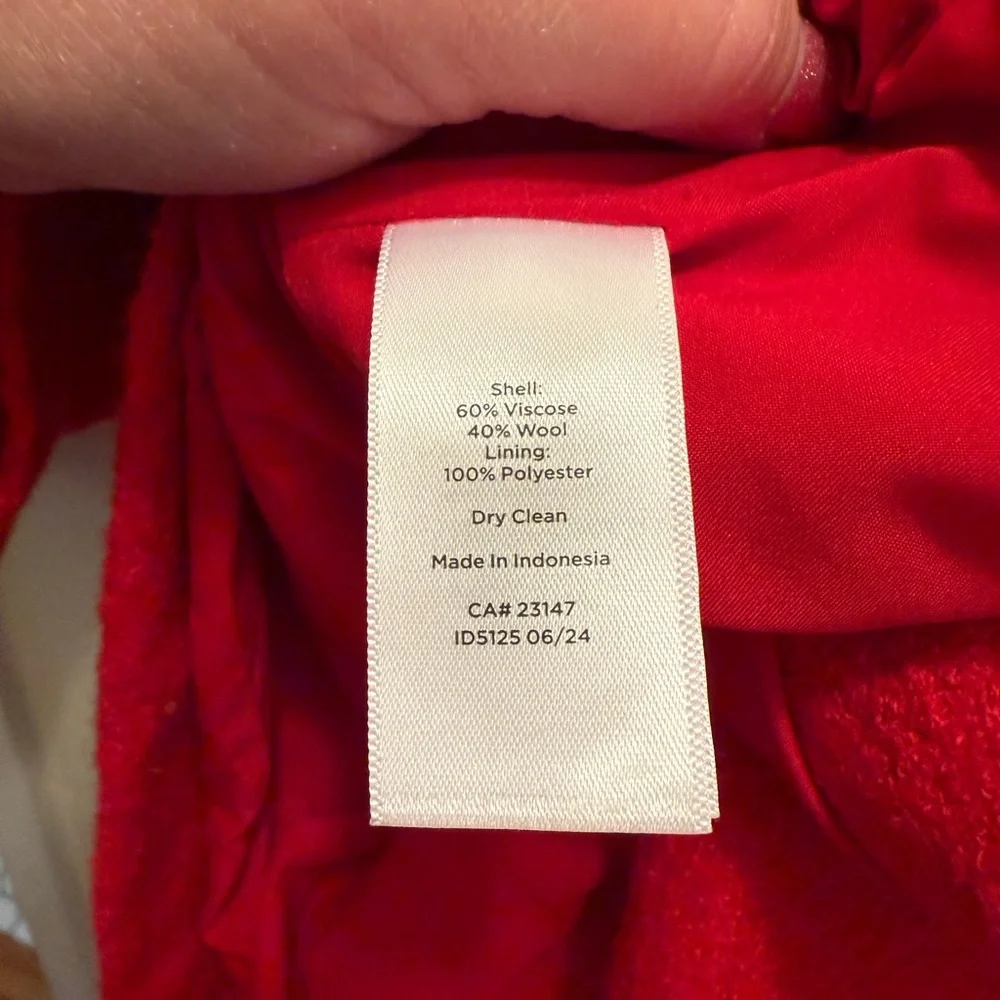 Shell:
60% Viscose
40% Wool
Lining:
100% Polyester
Dry Clean
Made In Indonesia
CA# 23147
ID5125 06/24